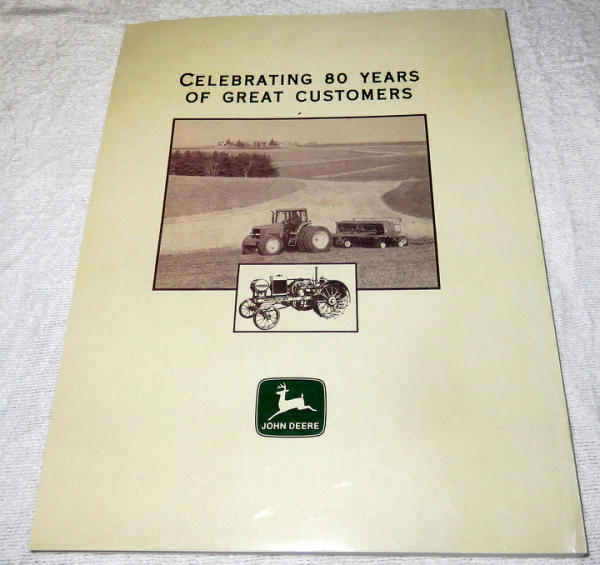 CELEBRATING 80 YEARS
OF GREAT CUSTOMERS
JOHN DEERE